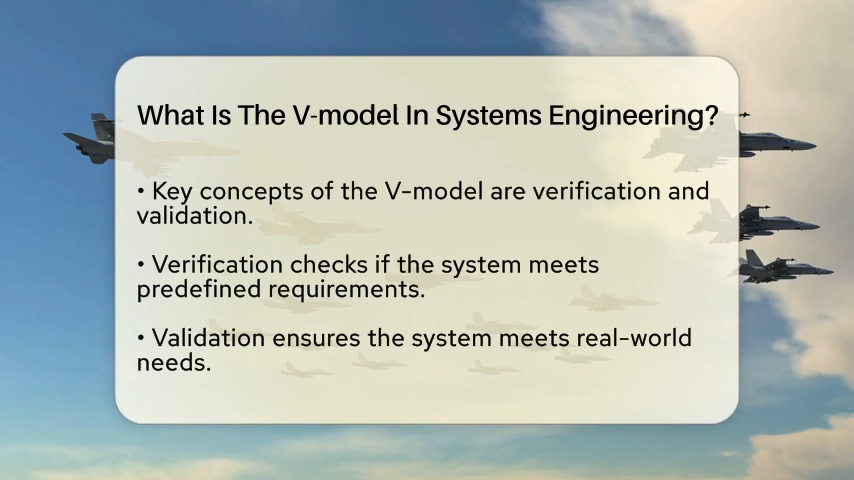 What Is The V-model In Systems Engineering?
• Key concepts of the V-model are verification and
validation.
• Verification checks if the system meets
predefined requirements.
• Validation ensures the system meets real-world
needs.